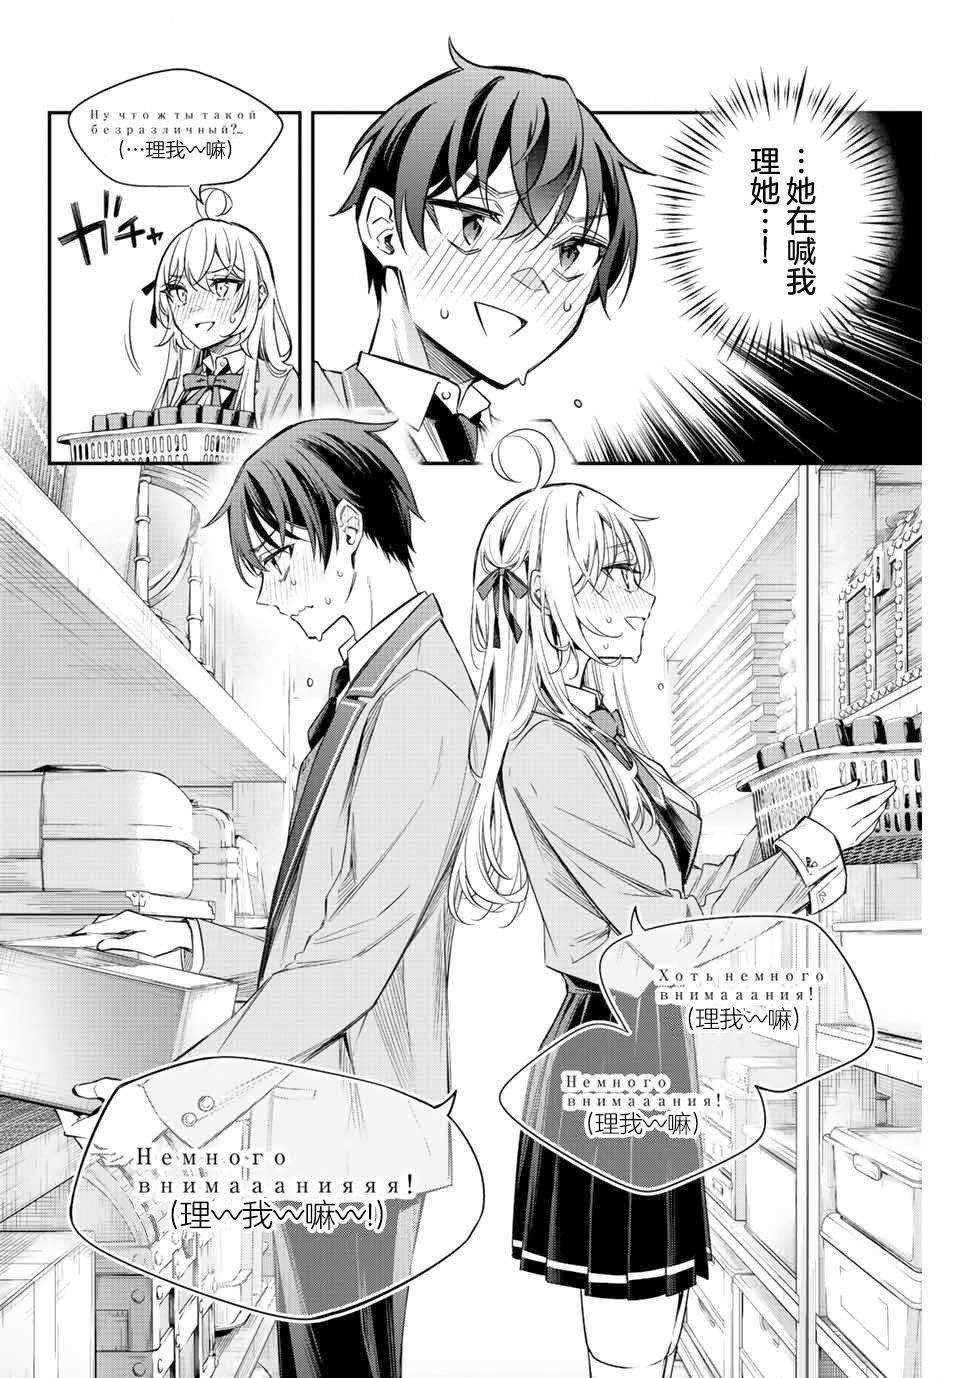 …她在喊我
理她…！
Ну что ж ты такой
безразличный?…
(…理我〰嘛)
ガチャ
Хоть немного
внимааания!
(理我〰嘛)
Немного
внимааания!
(理我〰嘛)
Немного
внимааанияяя!
(理〰我〰嘛〰!)